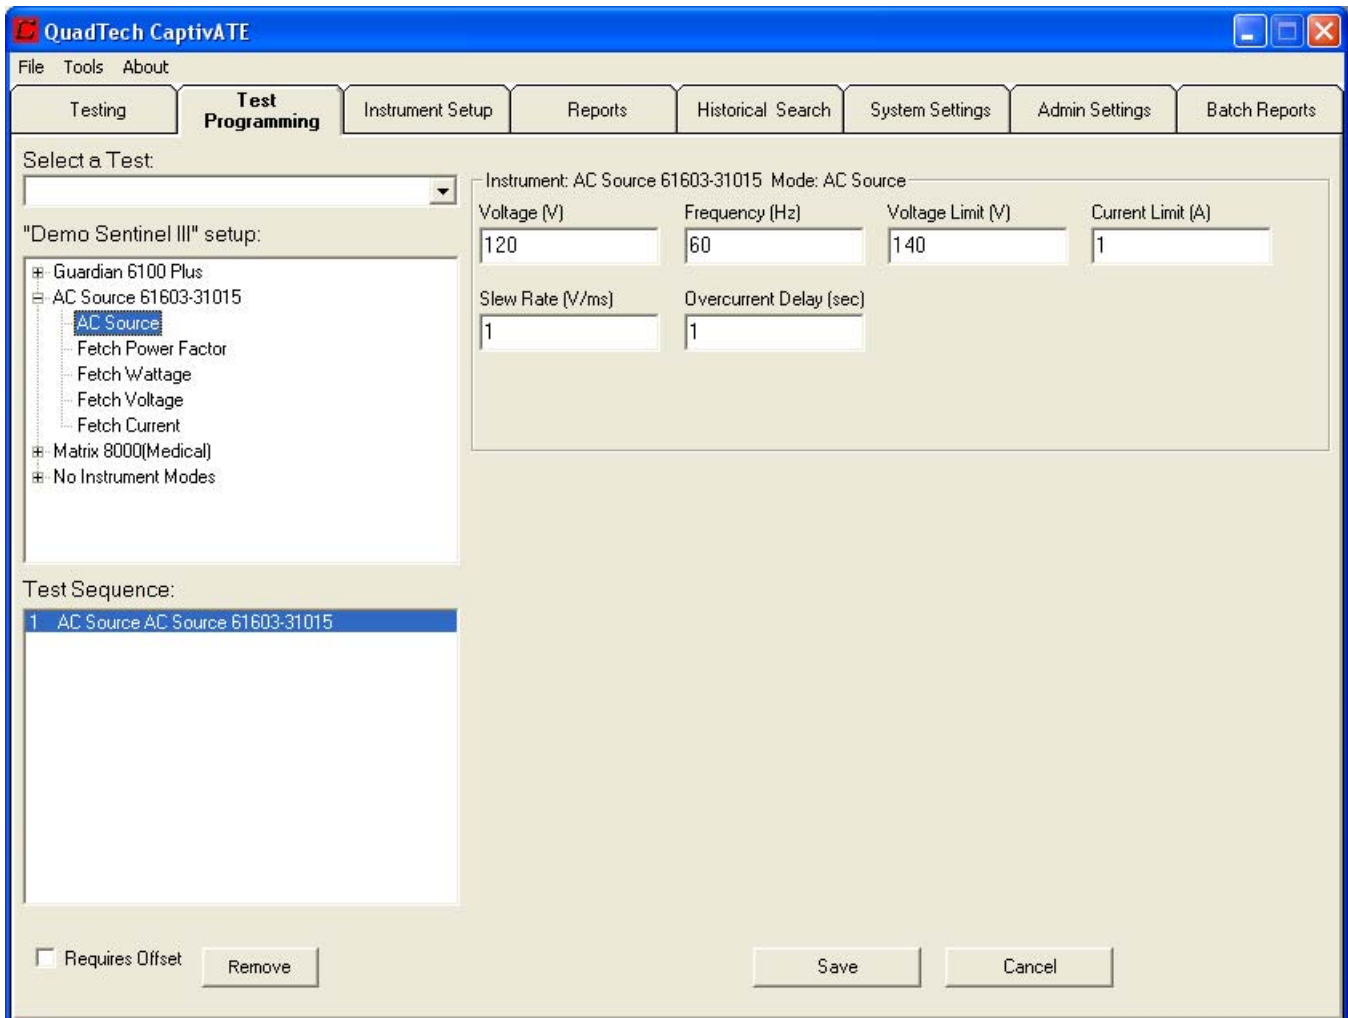 QuadTech CaptivATE
File Tools About
Testing
Test Programming
Instrument Setup
Reports
Historical Search
System Settings
Admin Settings
Batch Reports
Select a Test:
"Demo Sentinel III" setup:
Guardian 6100 Plus
AC Source 61603-31015
AC Source
Fetch Power Factor
Fetch Wattage
Fetch Voltage
Fetch Current
Matrix 8000(Medical)
No Instrument Modes
Test Sequence:
1 AC Source AC Source 61603-31015
Requires Offset
Remove
Instrument: AC Source 61603-31015 Mode: AC Source
Voltage (V) Frequency (Hz) Voltage Limit (V) Current Limit (A)
120 60 140 1
Slew Rate (V/ms) Overcurrent Delay (sec)
1 1
Save
Cancel